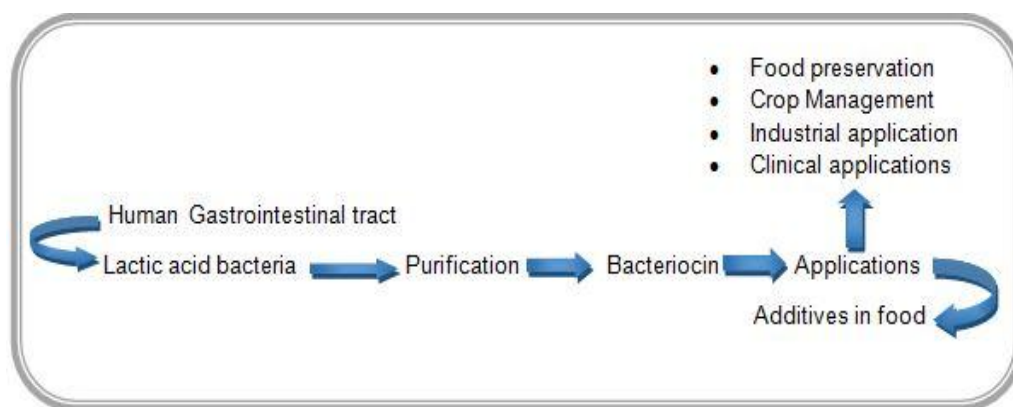 • Food preservation
• Crop Management
• Industrial application
• Clinical applications
Human Gastrointestinal tract
Lactic acid bacteria Purification Bacteriocin Applications
Additives in food